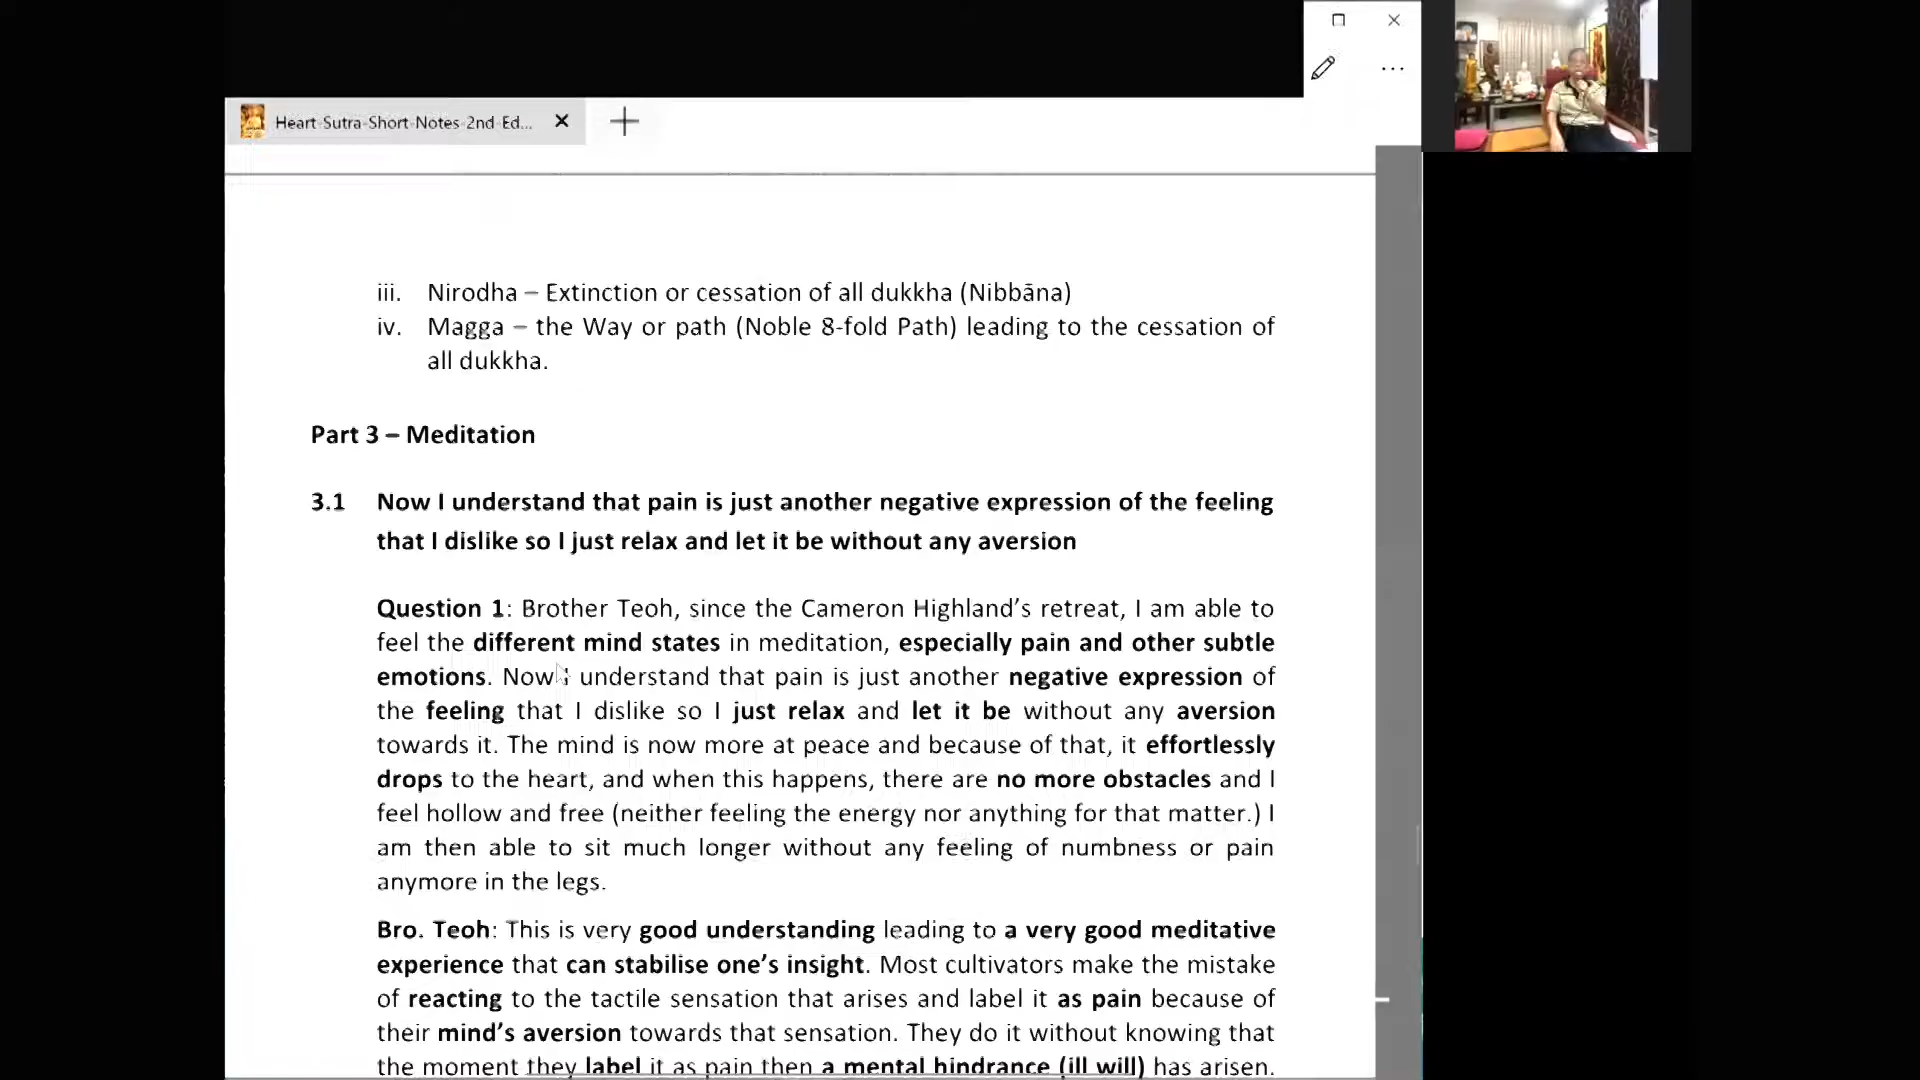 Heart-Sutra-Short-Notes-2nd-Ed...
iii. Nirodha – Extinction or cessation of all dukkha (Nibbāna)
iv. Magga – the Way or path (Noble 8-fold Path) leading to the cessation of
all dukkha.
Part 3 – Meditation
3.1 Now I understand that pain is just another negative expression of the feeling
that I dislike so I just relax and let it be without any aversion
Question 1: Brother Teoh, since the Cameron Highland's retreat, I am able to
feel the different mind states in meditation, especially pain and other subtle
emotions. Now I understand that pain is just another negative expression of
the feeling that I dislike so I just relax and let it be without any aversion
towards it. The mind is now more at peace and because of that, it effortlessly
drops to the heart, and when this happens, there are no more obstacles and I
feel hollow and free (neither feeling the energy nor anything for that matter.) I
am then able to sit much longer without any feeling of numbness or pain
anymore in the legs.
Bro. Teoh: This is very good understanding leading to a very good meditative
experience that can stabilise one's insight. Most cultivators make the mistake
of reacting to the tactile sensation that arises and label it as pain because of
their mind's aversion towards that sensation. They do it without knowing that
the moment they label it as pain then a mental hindrance (ill will) has arisen.